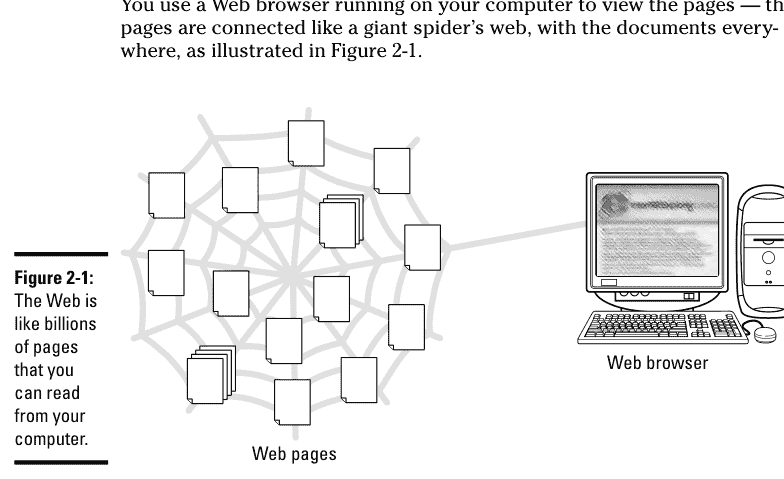 You use a Web browser running on your computer to view the pages — th
pages are connected like a giant spider's web, with the documents every-
where, as illustrated in Figure 2-1.
Figure 2-1:
The Web is
like billions
of pages
that you
can read
from your
computer.
Web pages
Web browser